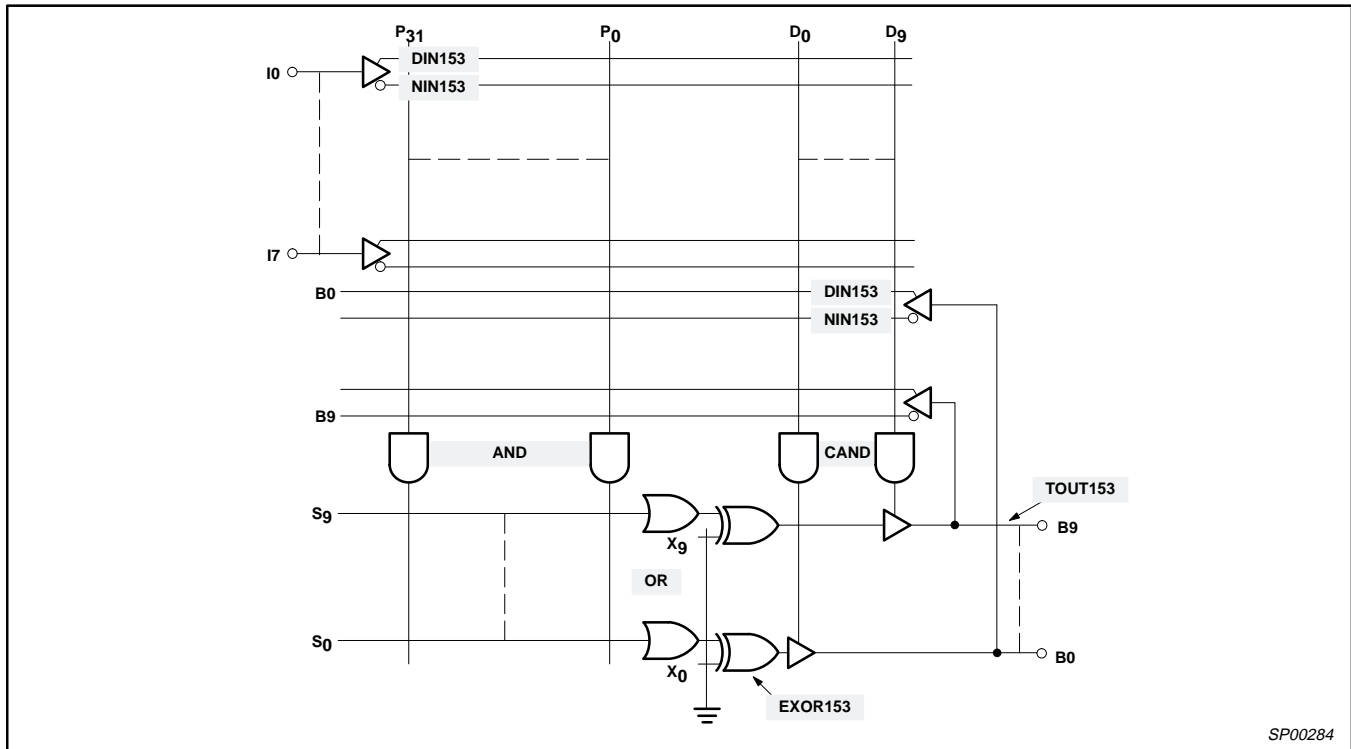 P31 P0 D0 D9
DIN153
I0
NIN153
I7
B0 DIN153
NIN153
B9
AND CAND
TOUT153
S9
B9
X9
OR
S0
B0
X0
EXOR153
SP00284